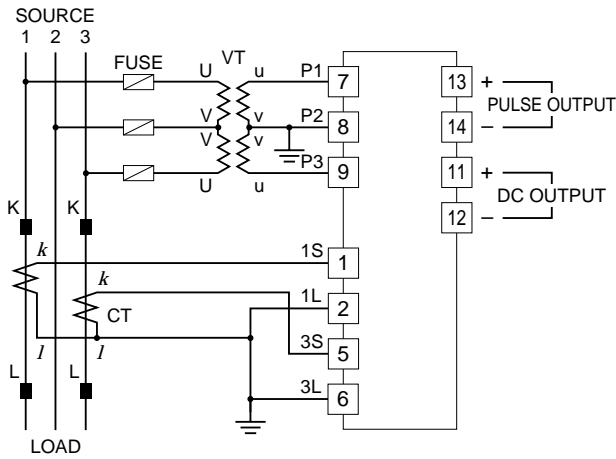 SOURCE
1 2 3
FUSE
VT
U u P1 7
13 +
PULSE OUTPUT
V v P2 8
14 −
V v
U u P3 9
11 +
DC OUTPUT
12 −
K K
k 1S 1
k 1L 2
CT
l l 3S 5
L L 3L 6
LOAD